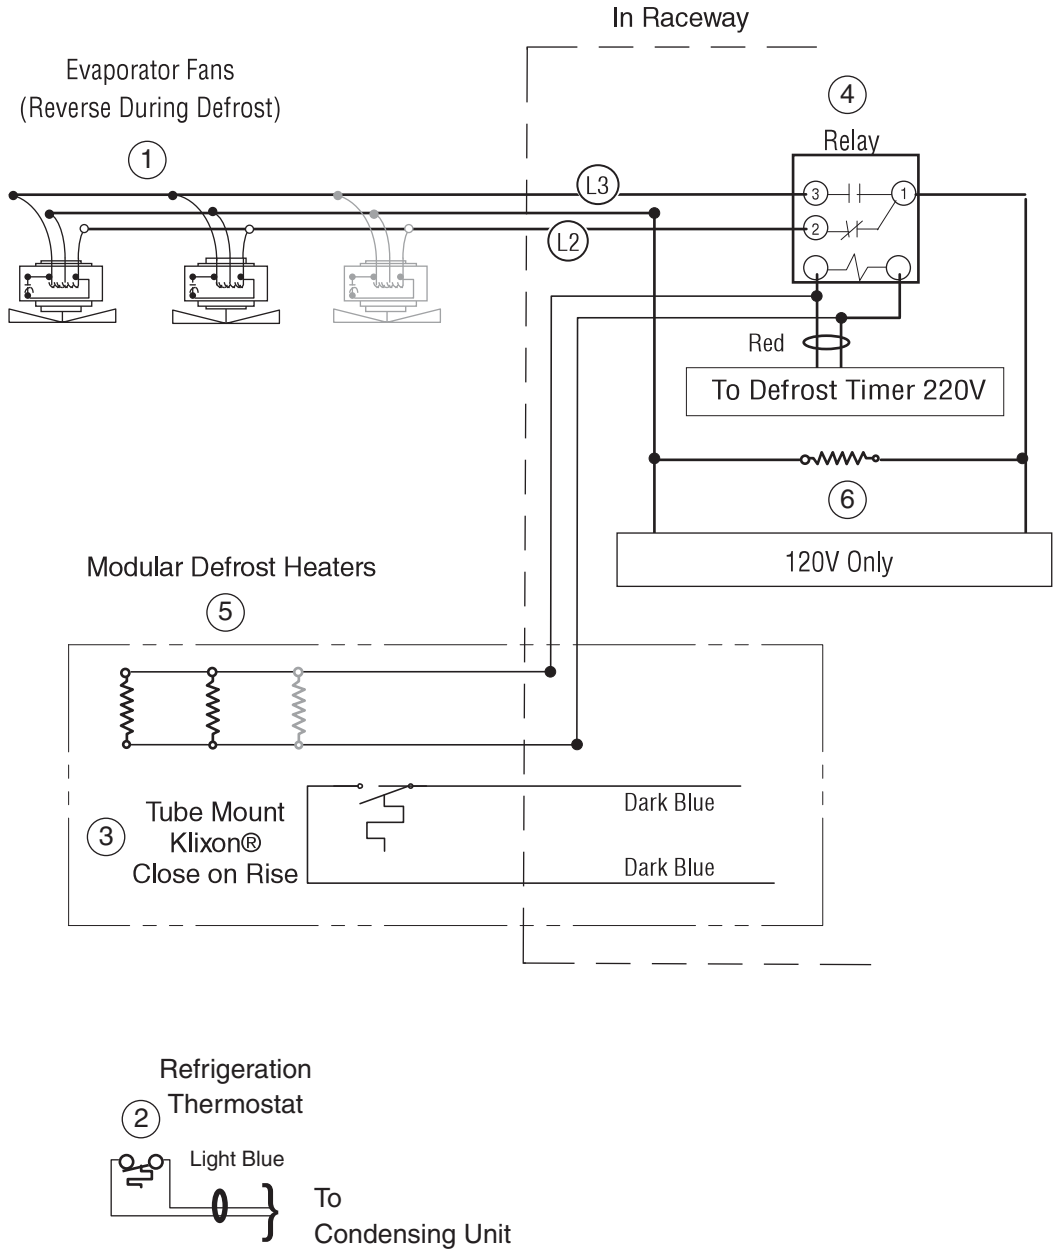 In Raceway
Evaporator Fans
(Reverse During Defrost)
1
4
Relay
L3
3
1
L2
2
Red
To Defrost Timer 220V
6
120V Only
Modular Defrost Heaters
5
Tube Mount
Klixon®
Close on Rise
3
Dark Blue
Dark Blue
Refrigeration
Thermostat
2
Light Blue
To
Condensing Unit